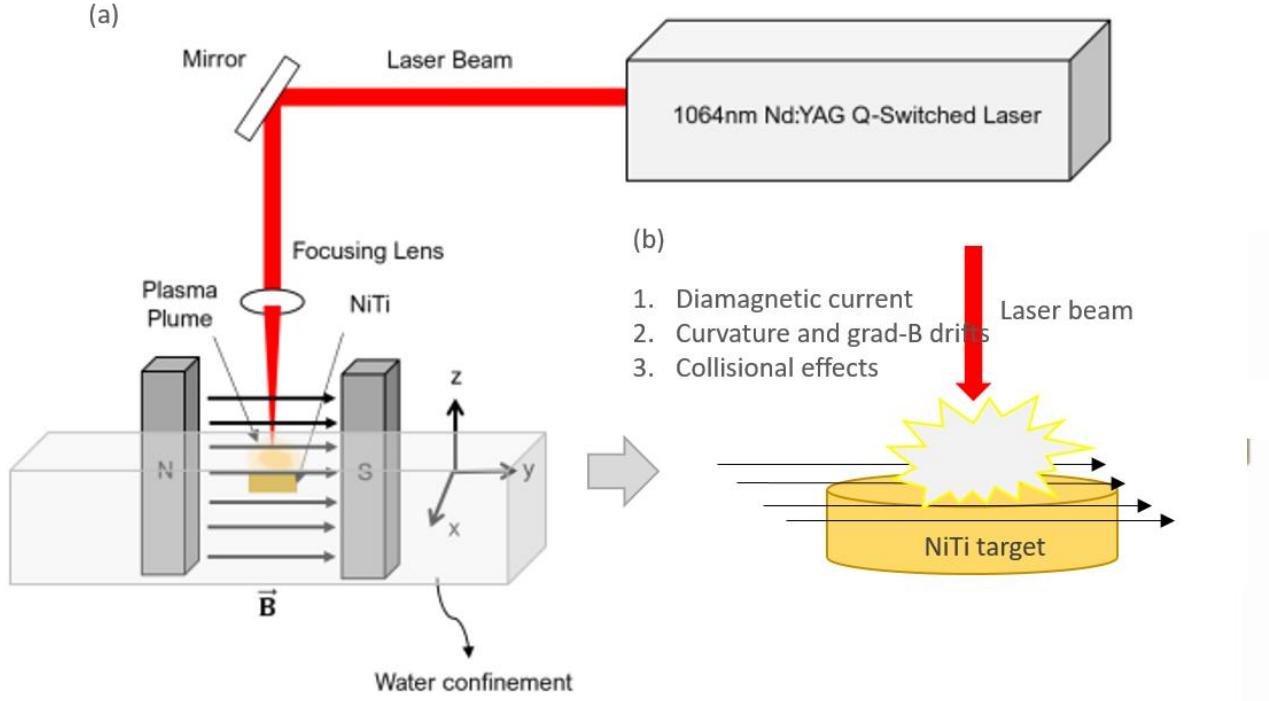 (a)
Mirror
Laser Beam
1064nm Nd:YAG Q-Switched Laser
Focusing Lens
Plasma
Plume
NiTi
N
S
z
y
x
B
Water confinement
(b)
1. Diamagnetic current
2. Curvature and grad-B drifts
3. Collisional effects
Laser beam
NiTi target